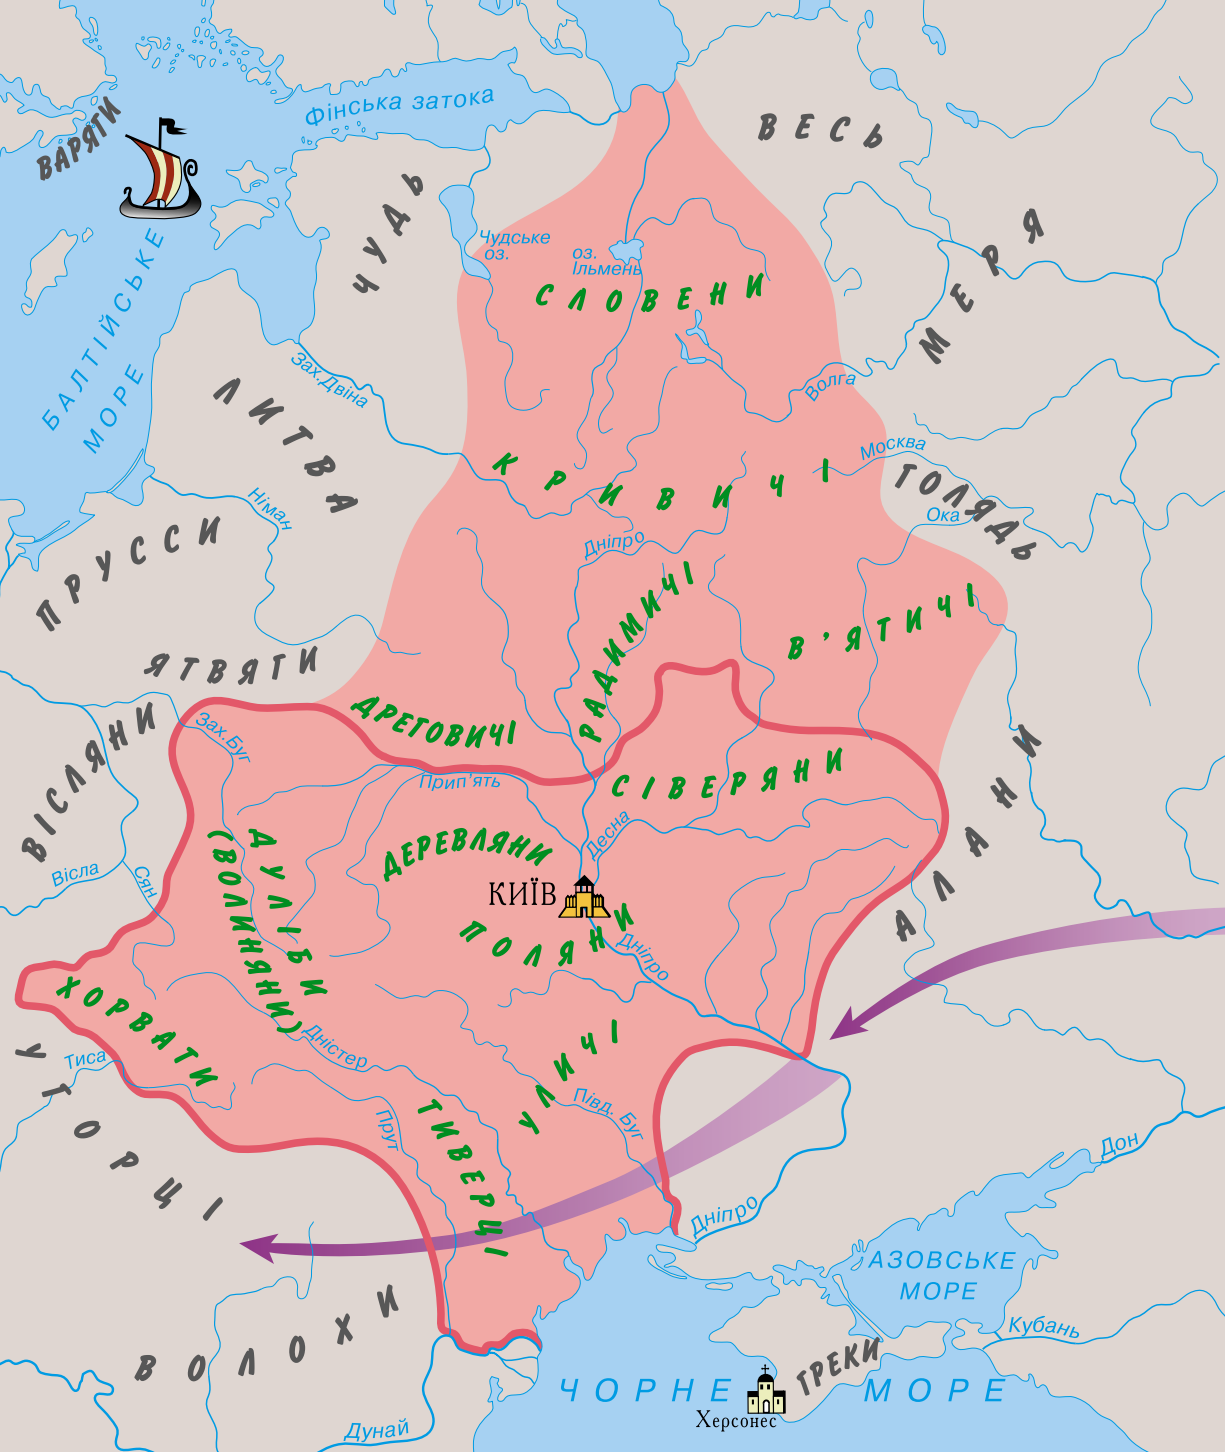 Фінська затока
ВАРЯГИ
ВЕСЬ
ЧУДЬ
МЕРЯ
Чудське
оз.
оз.
Ільмень
СЛОВЕНИ
БАЛТІЙСЬКЕ
МОРЕ
Зах.Двіна
Волга
ЛИТВА
Москва
КРИВИЧІ
ГОЛЯДЬ
Німан
Ока
ПРУССИ
Дніпро
РАДИМИЧІ
В'ЯТИЧІ
ЯТВЯГИ
ДРЕГОВИЧІ
ВІСЛЯНИ
Зах.Буг
Прип'ять
СІВЕРЯНИ
АЛАНИ
Десна
ДЕРЕВЛЯНИ
ДУЛІБИ
(ВОЛИНЯНИ)
Вісла
Сян
КИЇВ
ПОЛЯНИ
Дніпро
ХОРВАТИ
Дністер
УЛИЧІ
Тиса
УГОРЦІ
Прут
ТИВЕРЦІ
Півд. Буг
Дон
Дніпро
АЗОВСЬКЕ
МОРЕ
Кубань
ВОЛОХИ
ГРЕКИ
ЧОРНЕ МОРЕ
Херсонес
Дунай